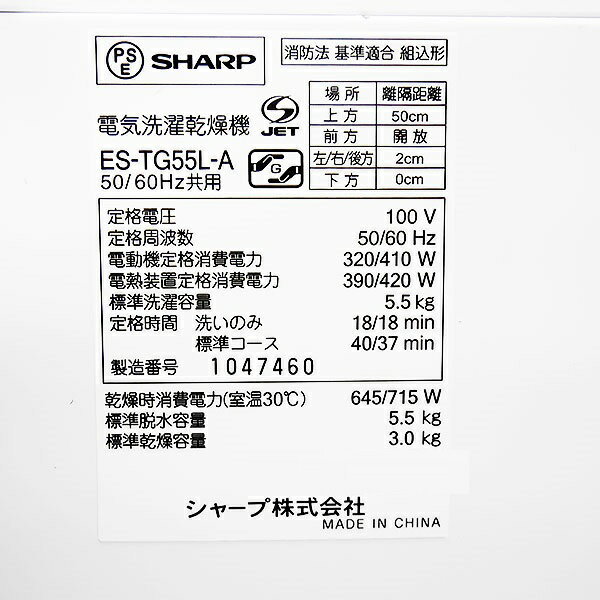 PSE SHARP
消防法 基準適合 組込形
電気洗濯乾燥機
S JET
ES-TG55L-A
G
50/60Hz共用
場所 離隔距離
上方 50cm
前方 開放
左/右/後方 2cm
下方 0cm
定格電圧 100 V
定格周波数 50/60 Hz
電動機定格消費電力 320/410 W
電熱装置定格消費電力 390/420 W
標準洗濯容量 5.5 kg
定格時間 洗いのみ 18/18 min
標準コース 40/37 min
製造番号 1047460
乾燥時消費電力(室温30℃) 645/715 W
標準脱水容量 5.5 kg
標準乾燥容量 3.0 kg
シャープ株式会社
MADE IN CHINA